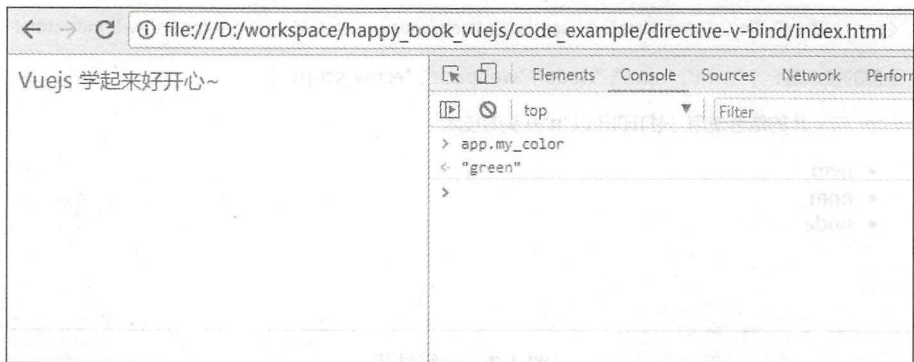 file:///D:/workspace/happy_book_vuejs/code_example/directive-v-bind/index.html
Vuejs 学起来好开心~
Elements Console Sources Network Perforr
top Filter
> app.my_color
<· "green"
>